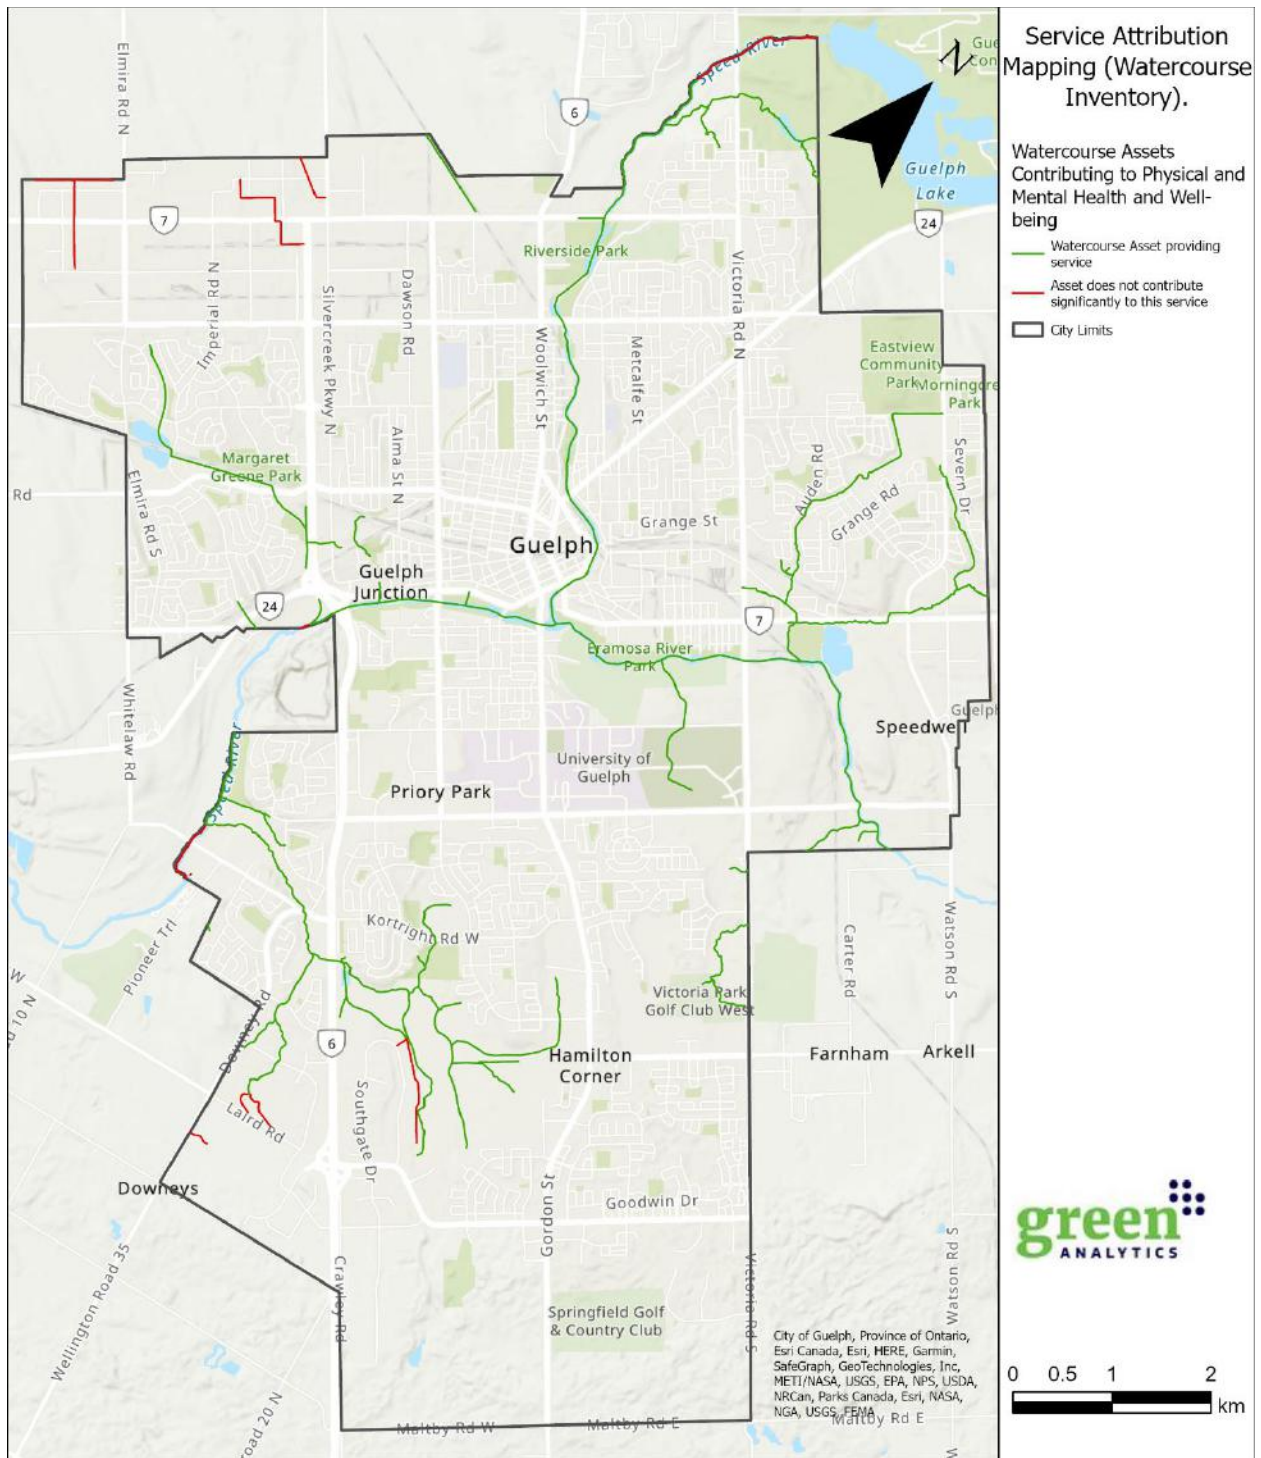 Service Attribution
Mapping (Watercourse
Inventory).
Watercourse Assets
Contributing to Physical and
Mental Health and Well-
being
Watercourse Asset providing
service
Asset does not contribute
significantly to this service
City Limits
N
Elmira Rd N
6
Speed River
Gue
Con
Guelph
Lake
24
7
Riverside Park
Imperial Rd N
Silvercreek Pkwy N
Dawson Rd
Woolwich St
Metcalfe St
Victoria Rd N
Eastview
Community
Park
Morningcre
Park
Margaret
Greene Park
Alma St N
Rd
Elmira Rd S
Auden Rd
Grange Rd
Severn Dr
Grange St
Guelph
Guelph
Junction
24
7
Eramosa River
Park
Whitelaw Rd
Speed River
Guelph
Speedwell
University of
Guelph
Priory Park
Kortright Rd W
Pioneer Trl
W
10 N
Downey Rd
Carter Rd
Watson Rd S
Victoria Park
Golf Club West
6
Hamilton
Corner
Farnham
Arkell
Laird Rd
Southgate Dr
Downeys
Goodwin Dr
Gordon St
Wellington Road 35
Crawley Rd
Victoria Rd S
Watson Rd S
Springfield Golf
& Country Club
City of Guelph, Province of Ontario,
Esri Canada, Esri, HERE, Garmin,
SafeGraph, GeoTechnologies, Inc,
METI/NASA, USGS, EPA, NPS, USDA,
NRCan, Parks Canada, Esri, NASA,
NGA, USGS, FEMA
Maltby Rd W
Maltby Rd E
Maltby Rd E
oad 20 N
W
green
ANALYTICS
0 0.5 1 2
km